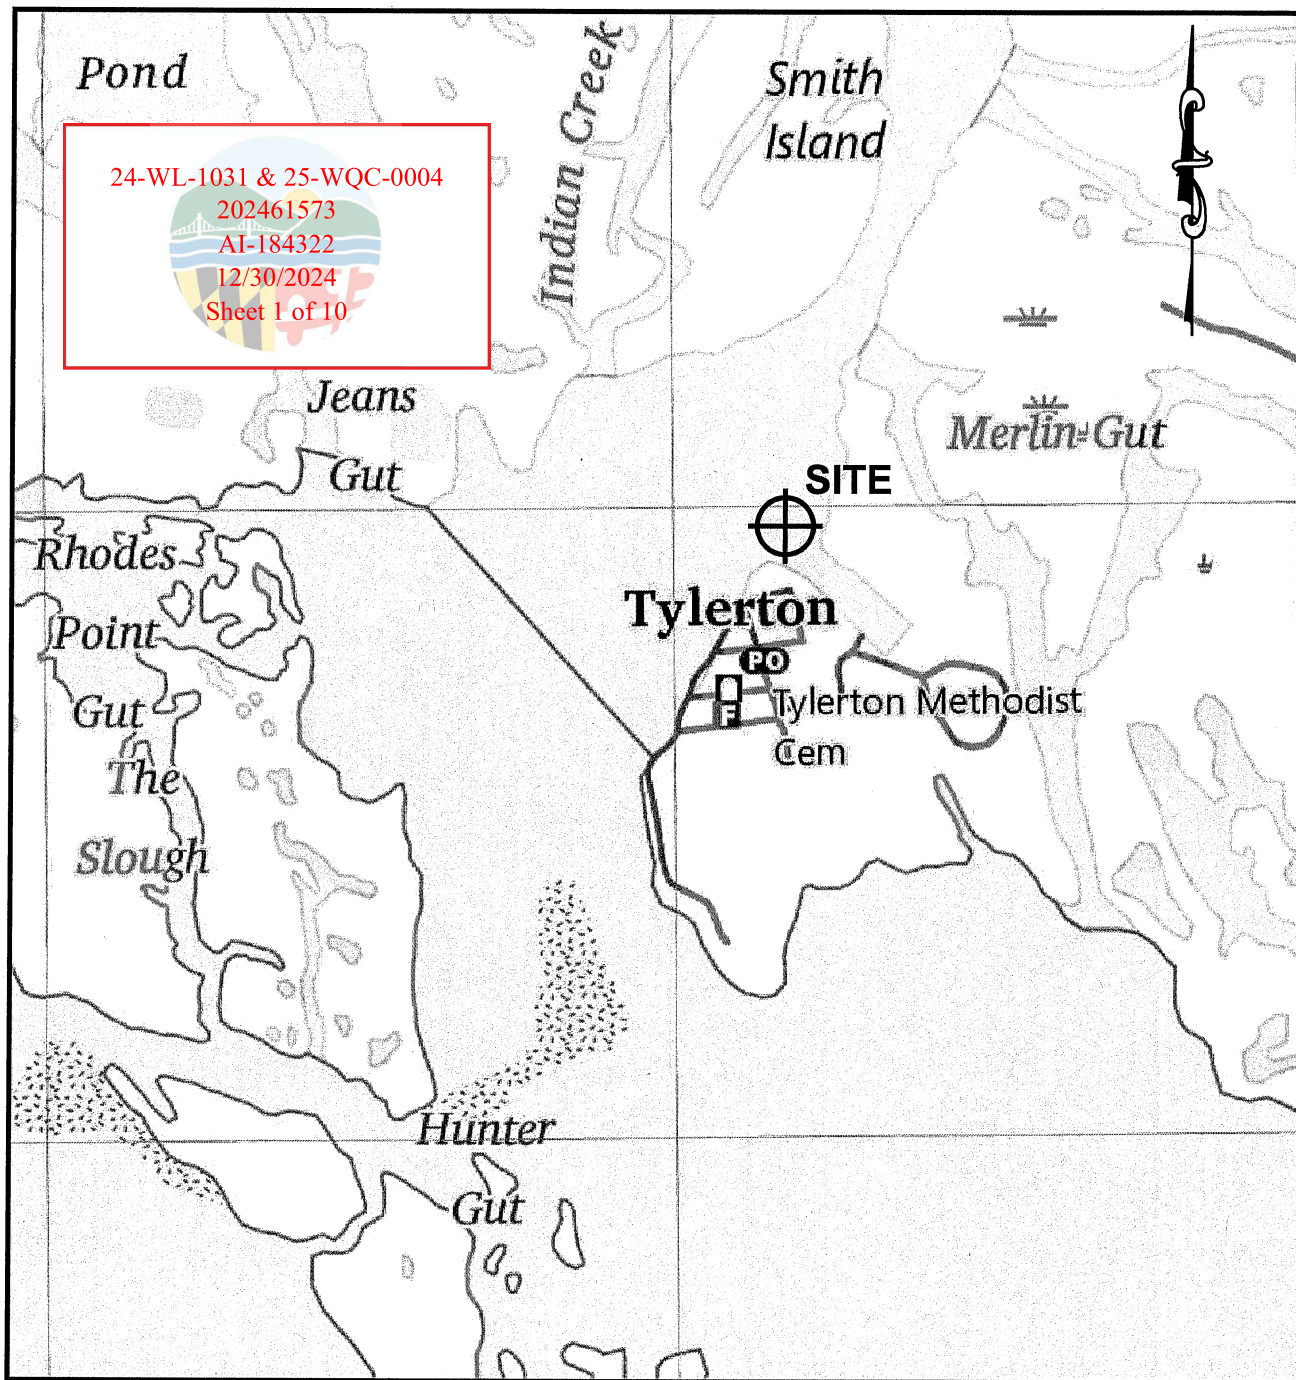 Pond
Indian Creek
Smith
Island
24-WL-1031 & 25-WQC-0004
202461573
AI-184322
12/30/2024
Sheet 1 of 10
Jeans
Gut
Merlin Gut
SITE
Rhodes
Point
Gut
Tylerton
PO
F
Tylerton Methodist
Cem
The
Slough
Hunter
Gut